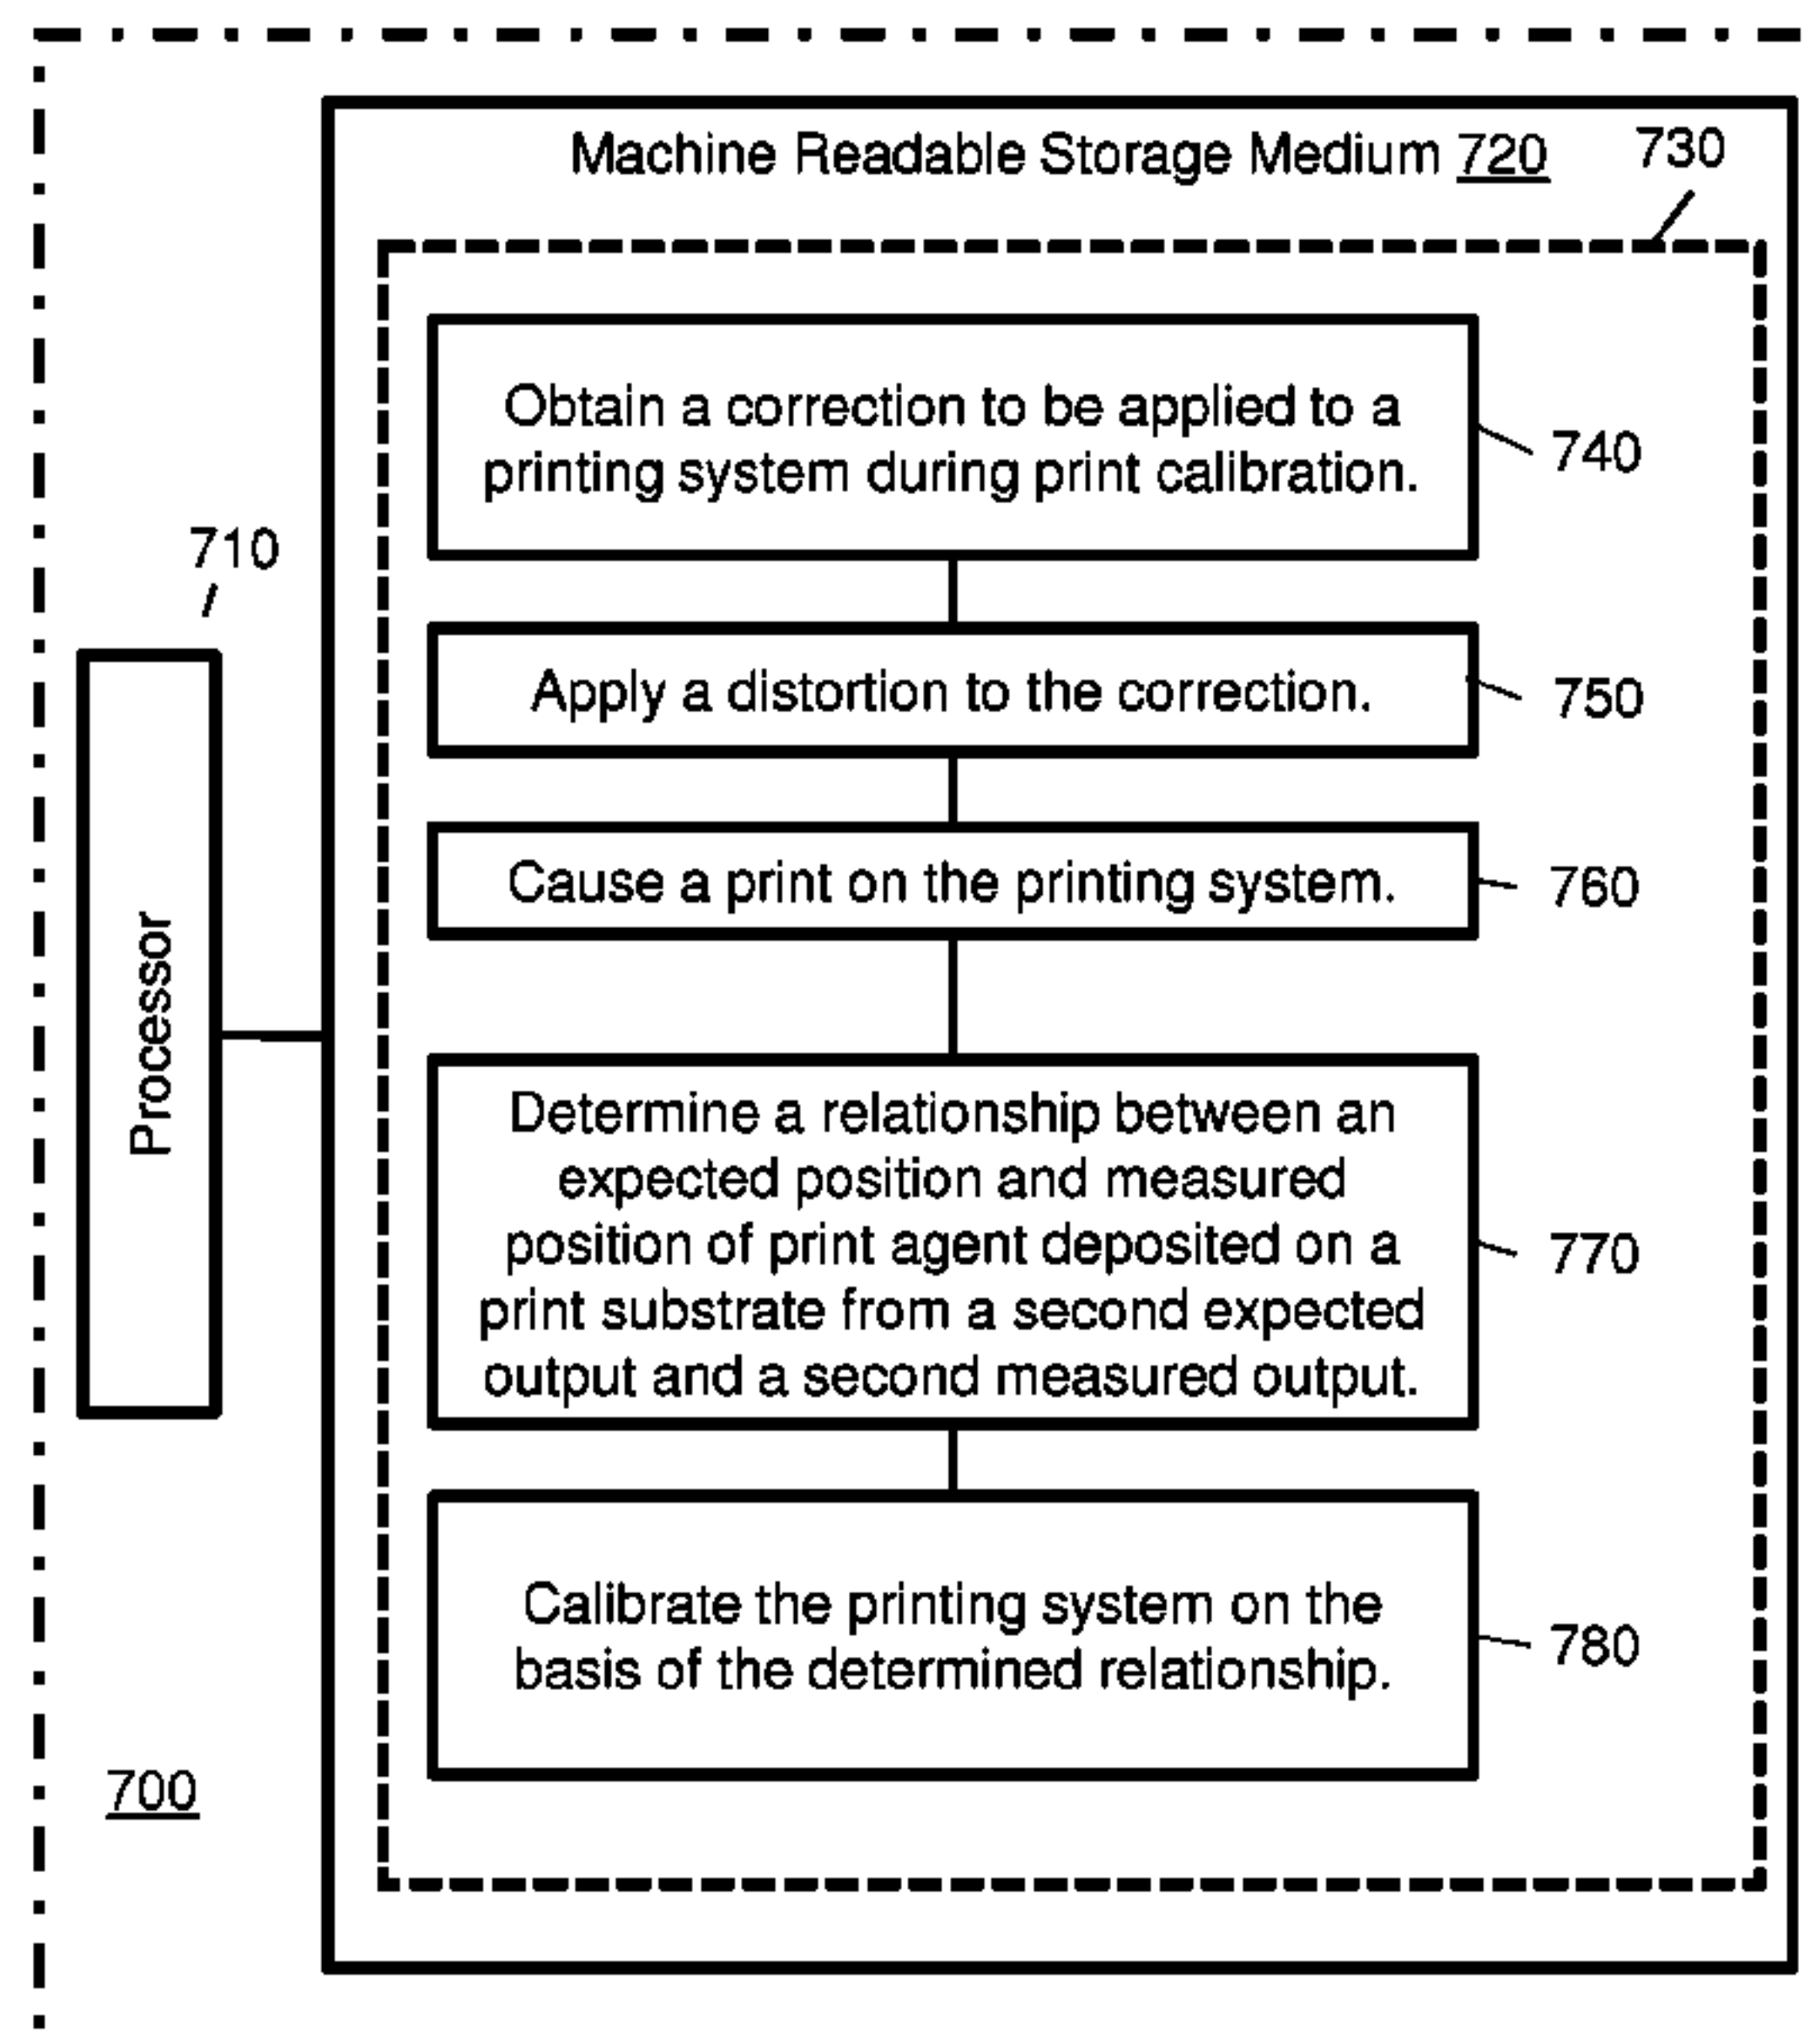 Machine Readable Storage Medium 720
730
Obtain a correction to be applied to a
printing system during print calibration.
740
710
Apply a distortion to the correction.
750
Cause a print on the printing system.
760
Processor
Determine a relationship between an
expected position and measured
position of print agent deposited on a
print substrate from a second expected
output and a second measured output.
770
Calibrate the printing system on the
basis of the determined relationship.
780
700